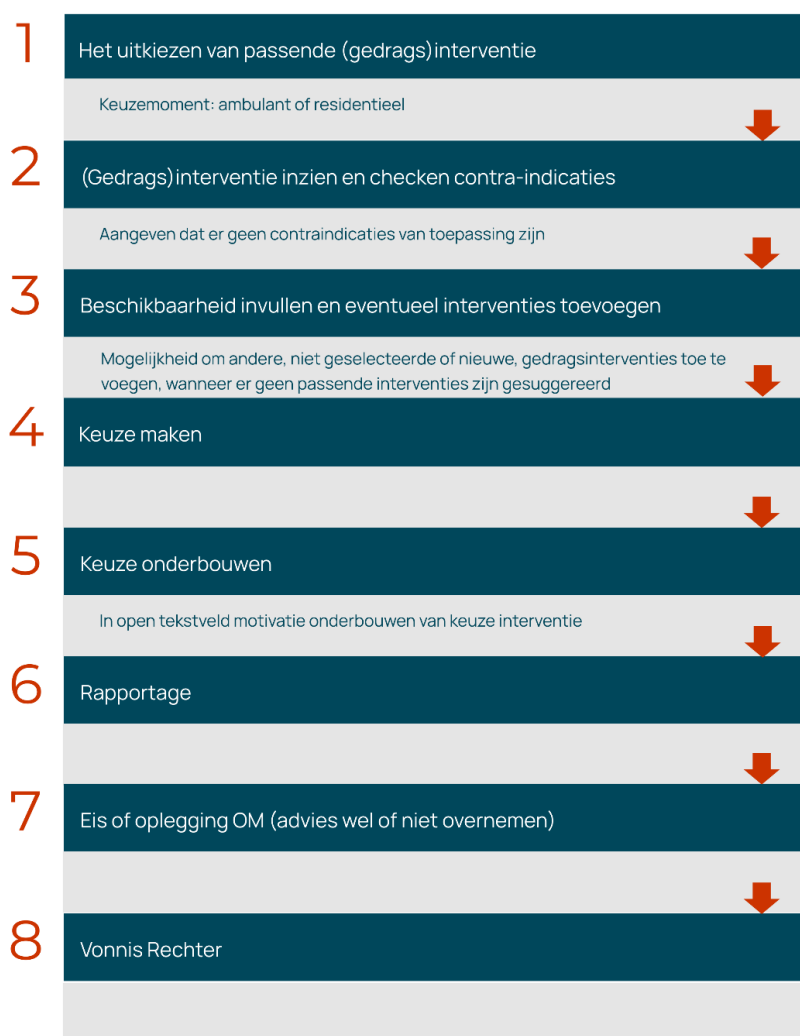 1
Het uitkiezen van passende (gedrags)interventie
Keuzemoment: ambulant of residentieel
2
(Gedrags)interventie inzien en checken contra-indicaties
Aangeven dat er geen contraindicaties van toepassing zijn
3
Beschikbaarheid invullen en eventueel interventies toevoegen
Mogelijkheid om andere, niet geselecteerde of nieuwe, gedragsinterventies toe te
voegen, wanneer er geen passende interventies zijn gesuggereerd
4
Keuze maken
5
Keuze onderbouwen
In open tekstveld motivatie onderbouwen van keuze interventie
6
Rapportage
7
Eis of oplegging OM (advies wel of niet overnemen)
8
Vonnis Rechter